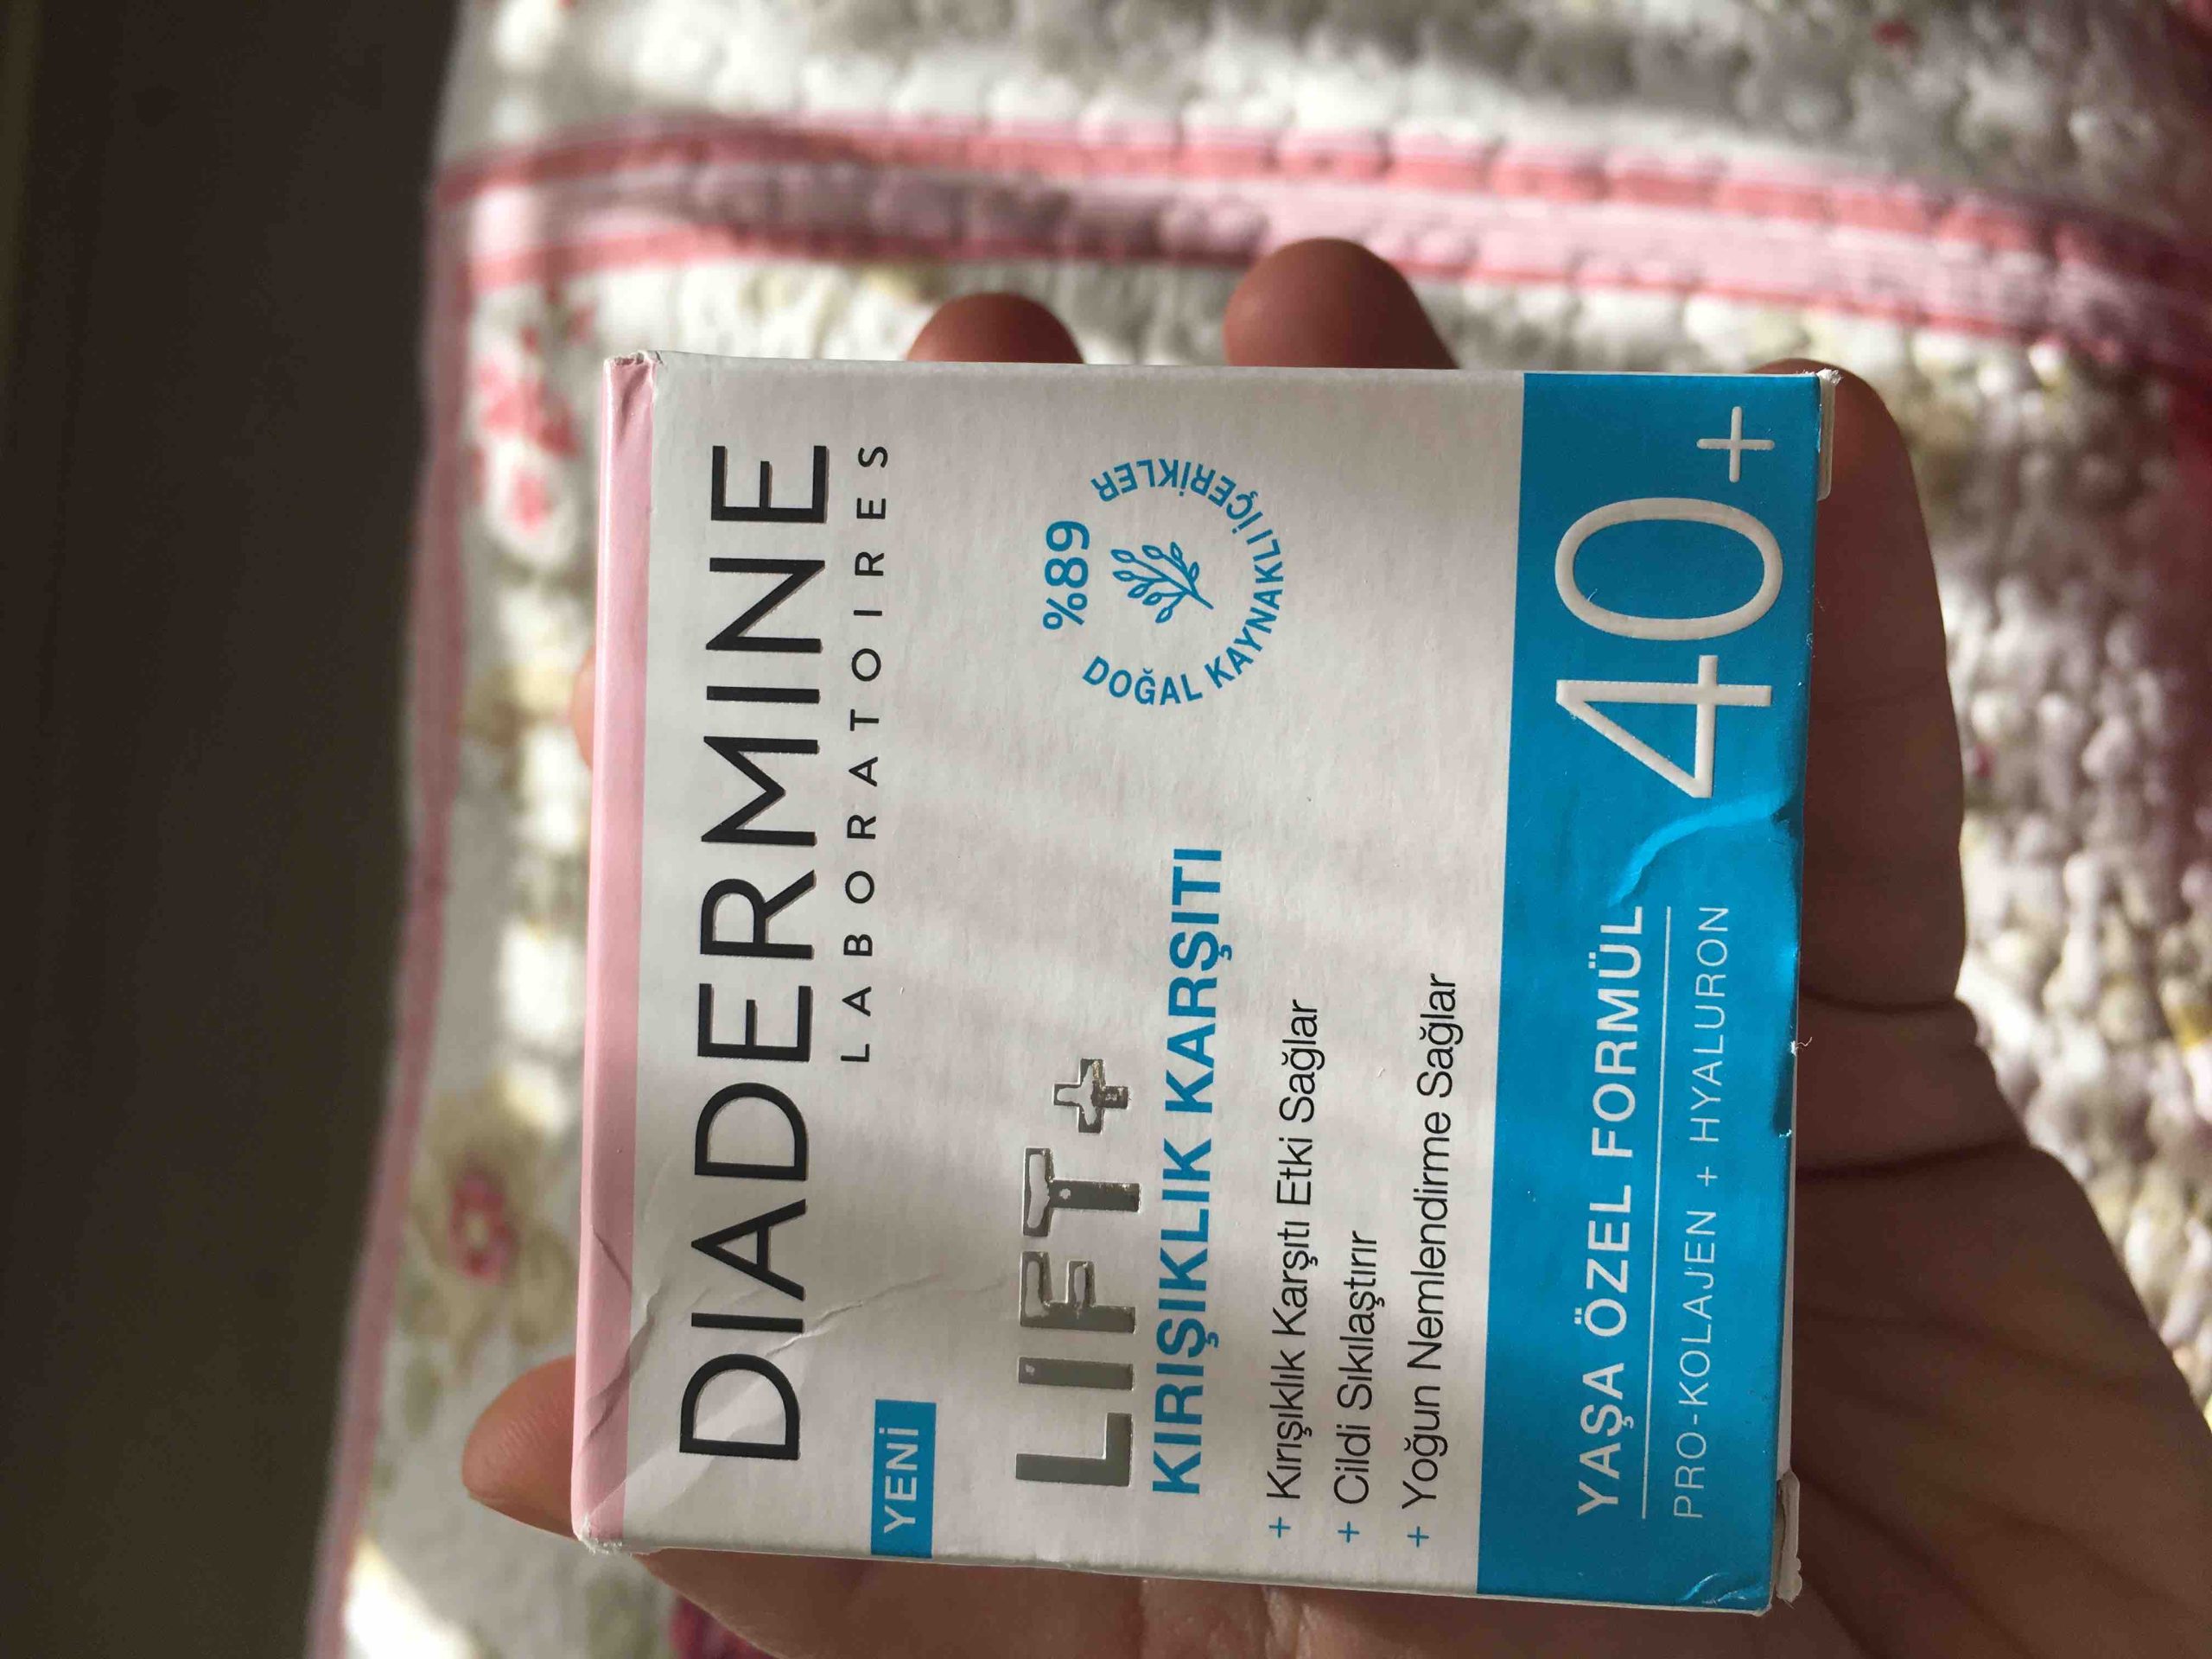 DIADERMINE
LABORATOIRES
YENİ
%89
DOĞAL KAYNAKLI İÇERİKLER
LIFT+
KIRIŞIKLIK KARŞITI
+ Kırışıklık Karşıtı Etki Sağlar
+ Cildi Sıkılaştırır
+ Yoğun Nemlendirme Sağlar
YAŞA ÖZEL FORMÜL
40+
PRO-KOLAJEN + HYALURON